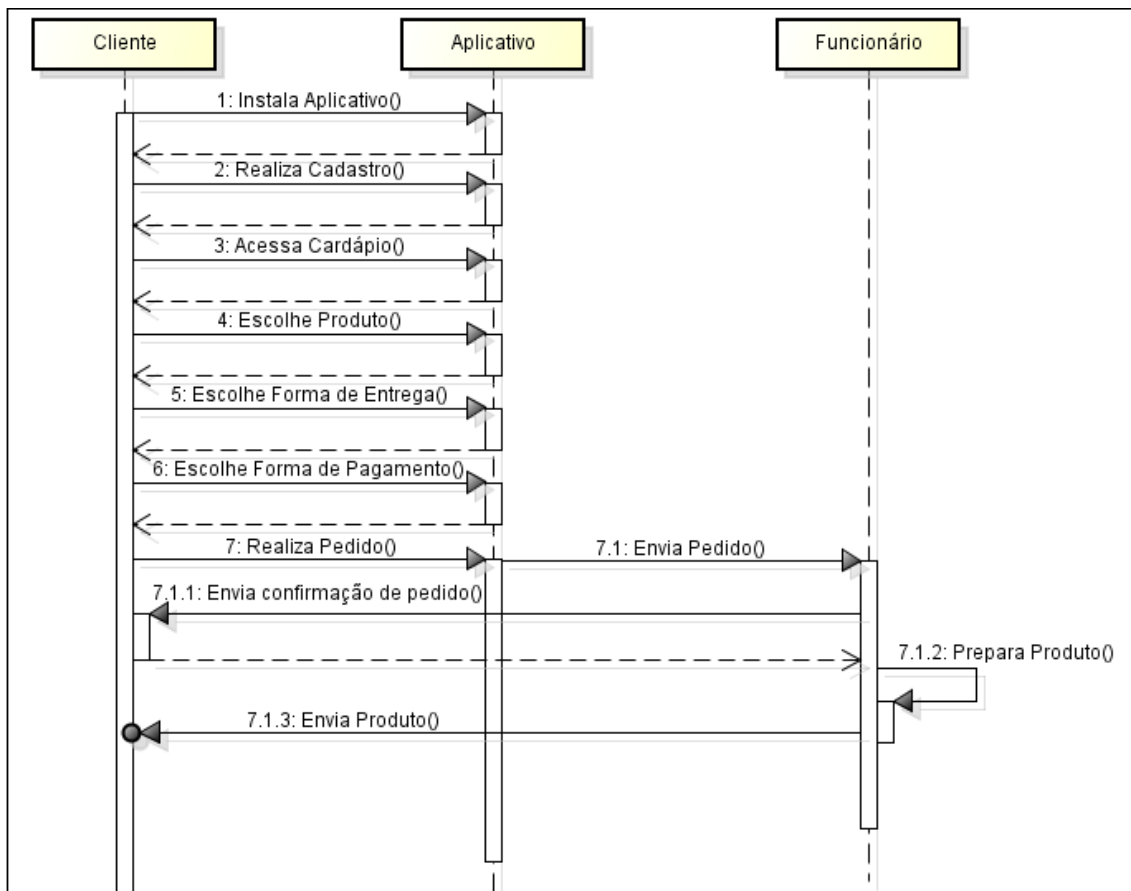 Cliente
Aplicativo
Funcionário
1: Instala Aplicativo()
2: Realiza Cadastro()
3: Acessa Cardápio()
4: Escolhe Produto()
5: Escolhe Forma de Entrega()
6: Escolhe Forma de Pagamento()
7: Realiza Pedido()
7.1: Envia Pedido()
7.1.1: Envia confirmação de pedido()
7.1.2: Prepara Produto()
7.1.3: Envia Produto()